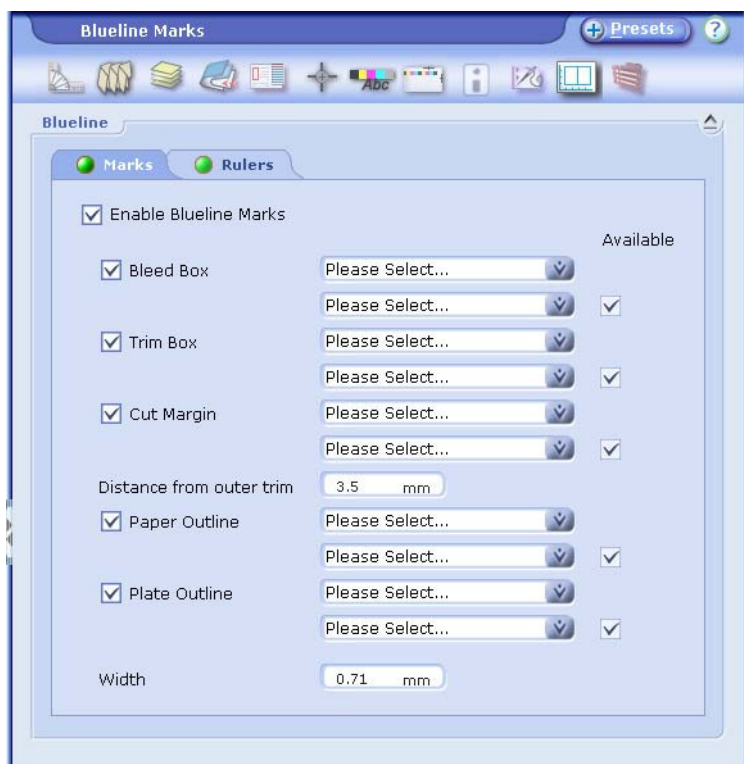 Blueline Marks
Presets
?
Abc
Blueline
Marks Rulers
Enable Blueline Marks
Available
Bleed Box Please Select...
Please Select...
Trim Box Please Select...
Please Select...
Cut Margin Please Select...
Please Select...
Distance from outer trim 3.5 mm
Paper Outline Please Select...
Please Select...
Plate Outline Please Select...
Please Select...
Width 0.71 mm